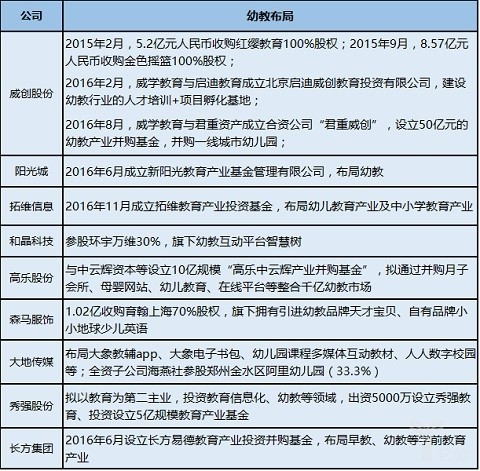 公司 幼教布局
威创股份
2015年2月，5.2亿元人民币收购红缨教育100%股权；2015年9月，8.57亿元
人民币收购金色摇篮100%股权；
2016年2月，威学教育与启迪教育成立北京启迪威创教育投资有限公司，建设
幼教行业的人才培训+项目孵化基地；
2016年8月，威学教育与君重资产成立合资公司“君重威创”，设立50亿元的
幼教产业并购基金，并购一线城市幼儿园；
阳光城 2016年6月成立新阳光教育产业基金管理有限公司，布局幼教
拓维信息 2016年11月成立拓维教育产业投资基金，布局幼儿教育产业及中小学教育产业
和晶科技 参股环宇万维30%，旗下幼教互动平台智慧树
高乐股份
与中云辉资本等设立10亿规模“高乐中云辉产业并购基金”，拟通过并购月子
会所、母婴网站、幼儿教育、在线平台等整合千亿幼教市场
森马服饰
1.02亿收购育翰上海70%股权，旗下拥有引进幼教品牌天才宝贝、自有品牌小
小地球少儿英语
大地传媒
布局大象教辅app、大象电子书包、幼儿园课程多媒体互动教材、人人数字校园
等；全资子公司海燕社参股郑州金水区阿里幼儿园（33.3%）
秀强股份
拟以教育为第二主业，投资教育信息化、幼教等领域，出资5000万设立秀强教
育、投资设立5亿规模教育产业基金
长方集团
2016年6月设立长方易德教育产业投资并购基金，布局早教、幼教等学前教育
产业